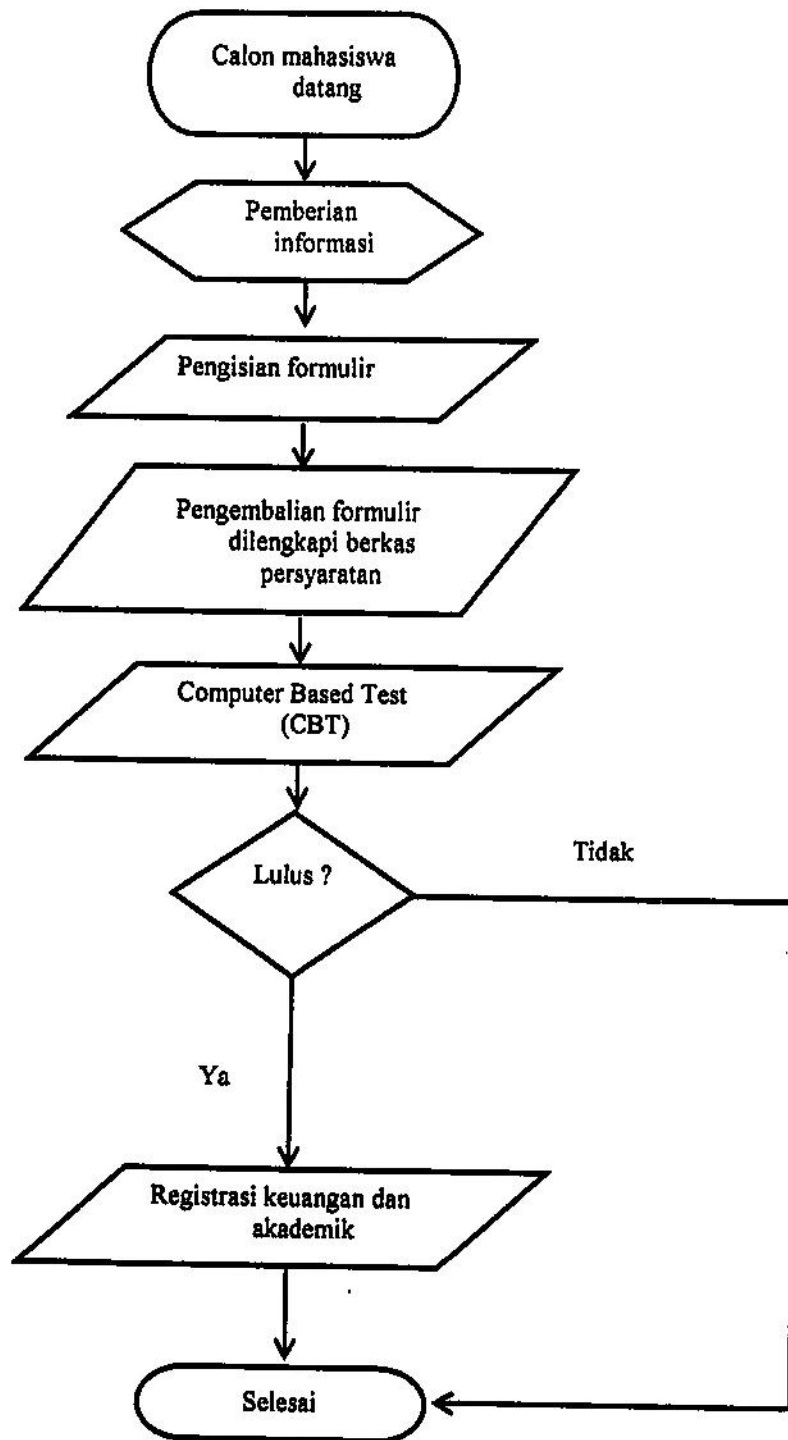 Calon mahasiswa
datang
Pemberian
informasi
Pengisian formulir
Pengembalian formulir
dilengkapi berkas
persyaratan
Computer Based Test
(CBT)
Lulus ?
Tidak
Ya
Registrasi keuangan dan
akademik
Selesai